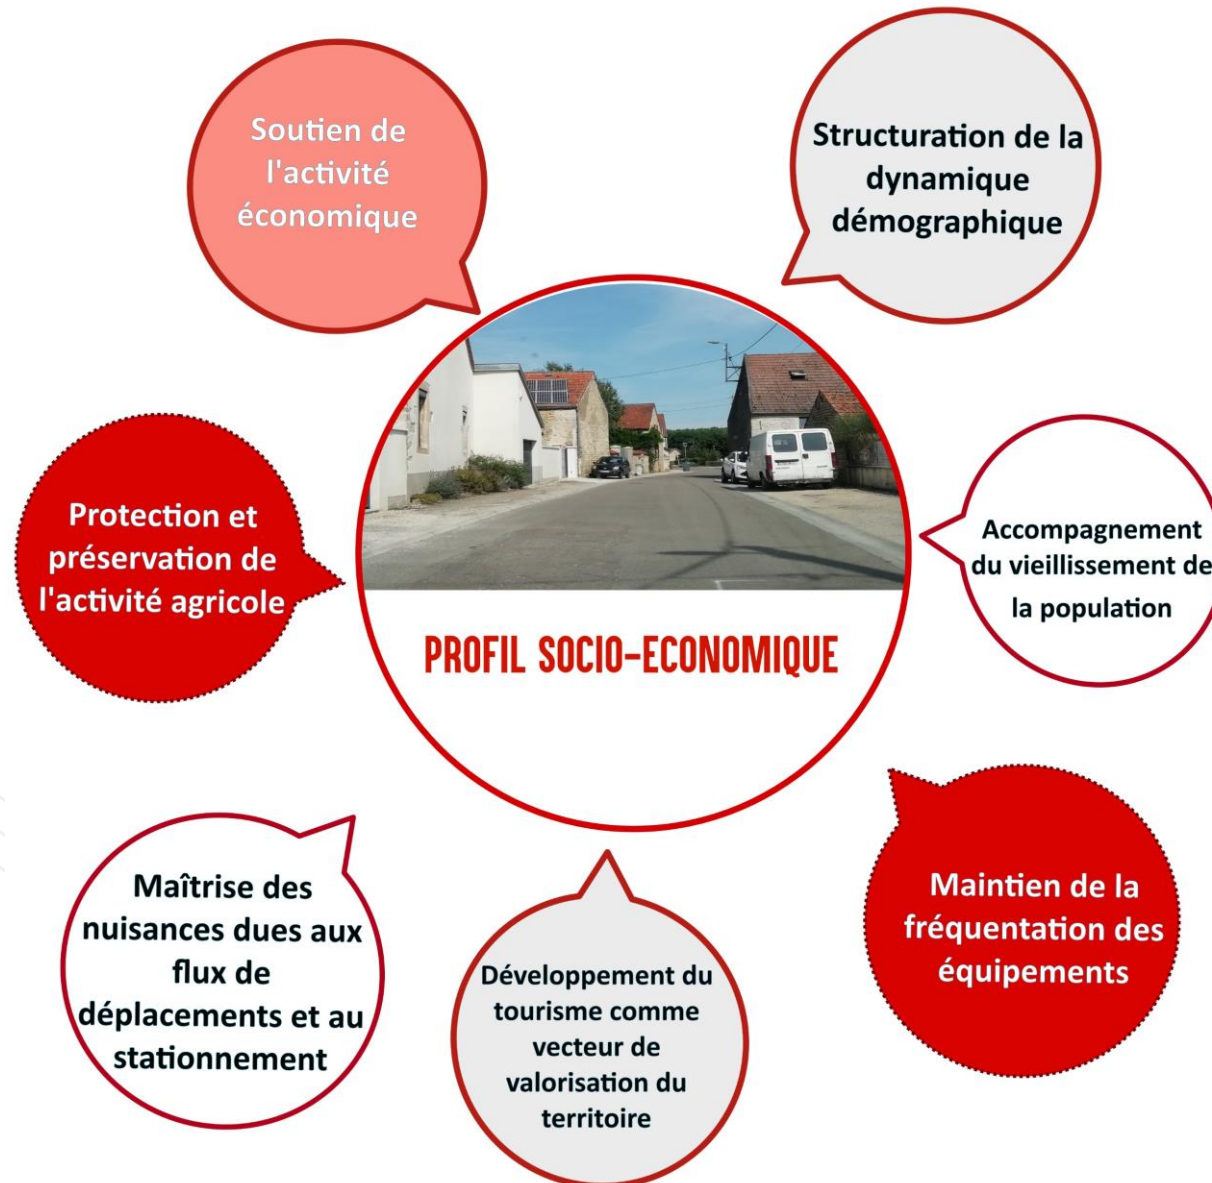 Soutien de
l'activité
économique
Structuration de la
dynamique
démographique
Protection et
préservation de
l'activité agricole
Accompagnement
du vieillissement de
la population
PROFIL SOCIO-ECONOMIQUE
Maîtrise des
nuisances dues aux
flux de
déplacements et au
stationnement
Développement du
tourisme comme
vecteur de
valorisation du
territoire
Maintien de la
fréquentation des
équipements